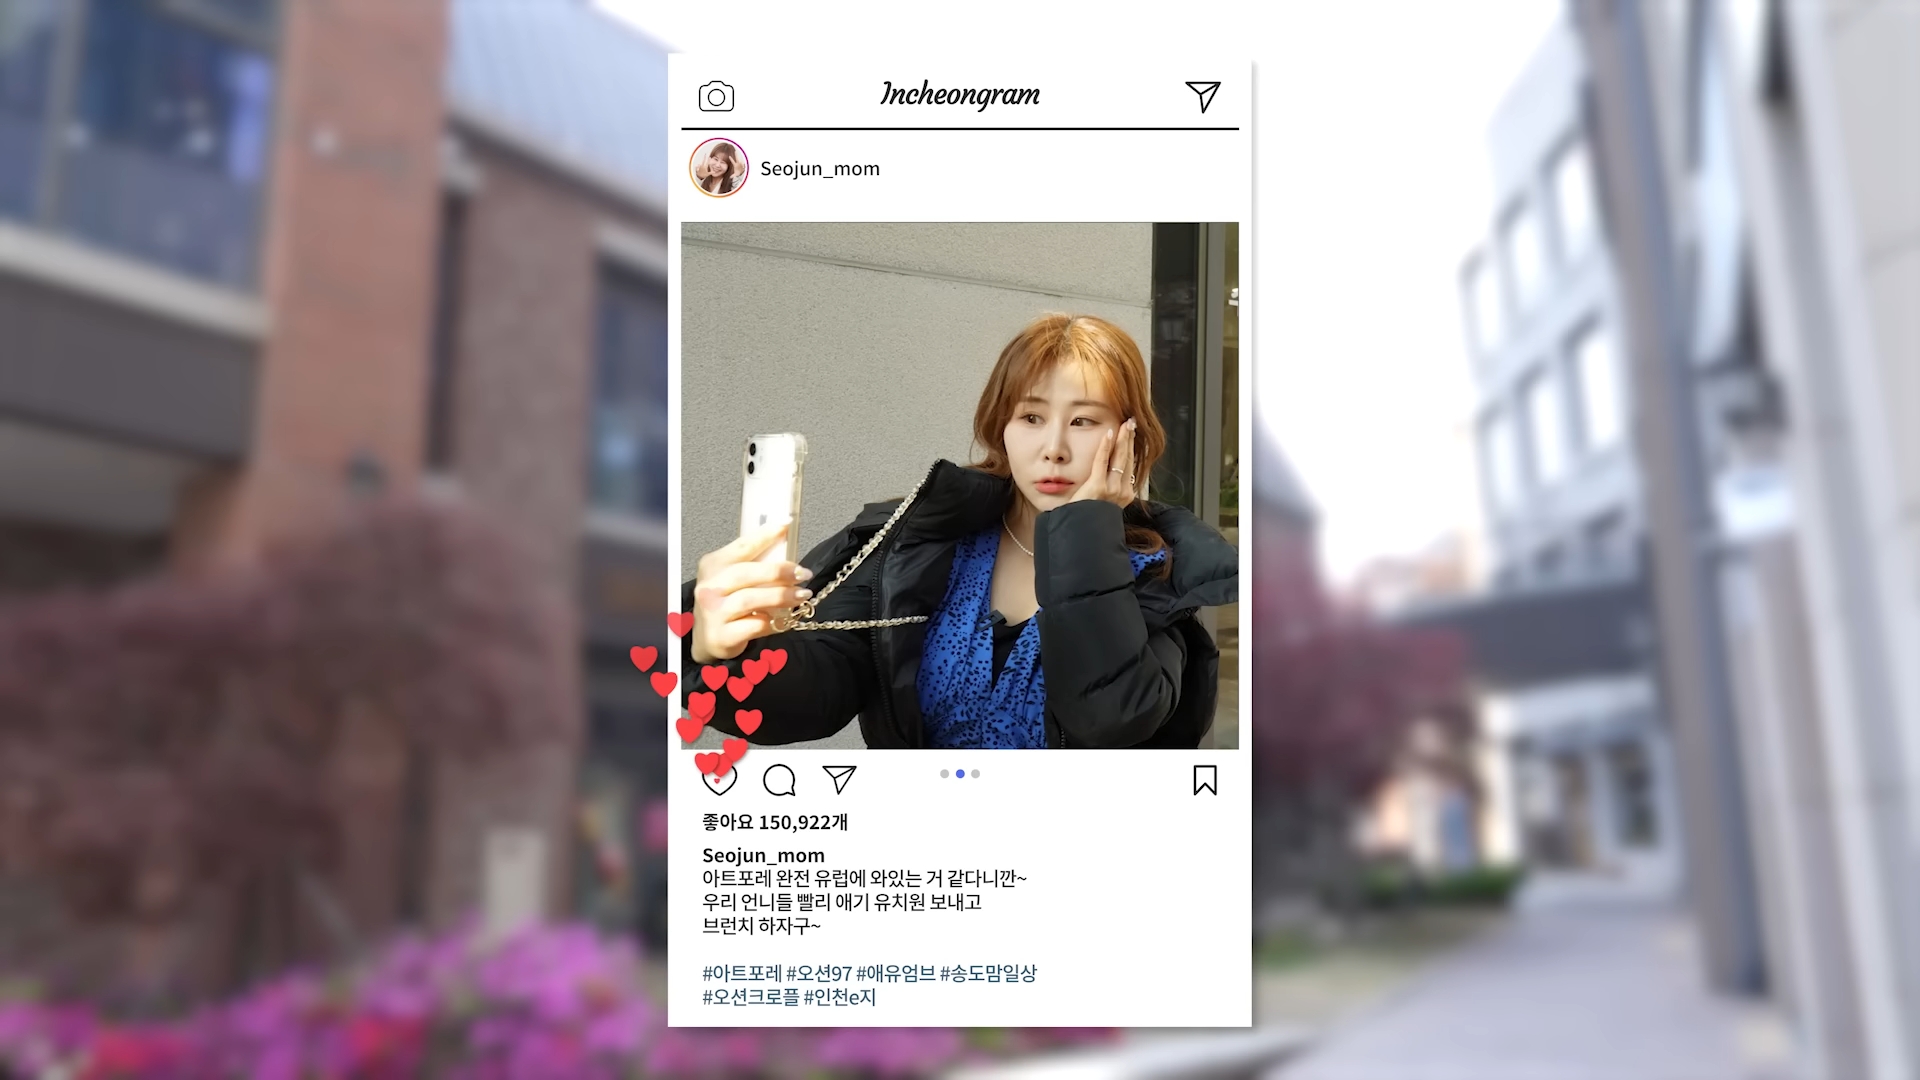 Incheongram
Seojun_mom
좋아요 150,922개
Seojun_mom
아트포레 완전 유럽에 와있는 거 같다니깐~
우리 언니들 빨리 애기 유치원 보내고
브런치 하자구~
#아트포레 #오션97 #애유엄브 #송도맘일상
#오션크로플 #인천e지